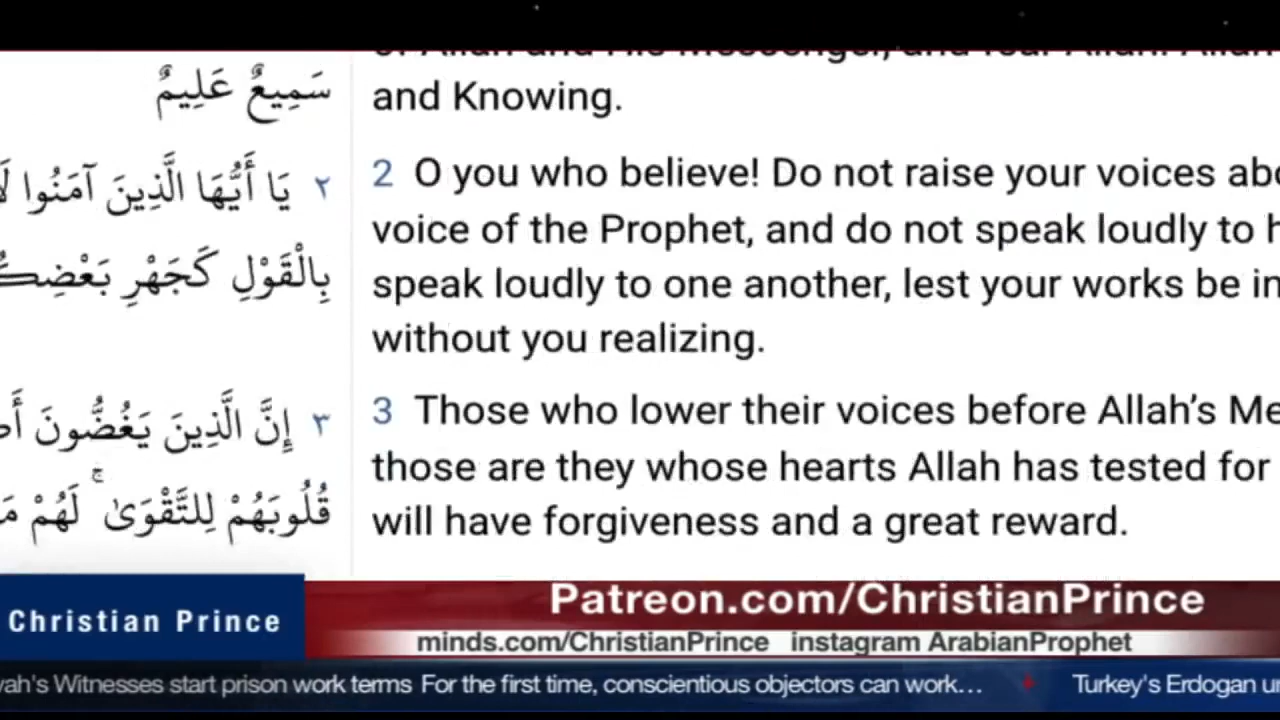 and Knowing.
سَمِيعٌ عَلِيمٌ
٢ يَا أَيُّهَا الَّذِينَ آمَنُوا
2 O you who believe! Do not raise your voices
voice of the Prophet, and do not speak loudly to
بِالْقَوْلِ كَجَهْرِ
speak loudly to one another, lest your works be
without you realizing.
٣ إِنَّ الَّذِينَ يَغُضُّونَ
3 Those who lower their voices before Allah's
those are they whose hearts Allah has tested for
قُلُوبَهُمْ لِلتَّقْوَىٰ ۚ لَهُمْ
will have forgiveness and a great reward.
Christian Prince
Patreon.com/ChristianPrince
minds.com/ChristianPrince instagram ArabianProphet
Witnesses start prison work terms For the first time, conscientious objectors can work... Turkey's Erdogan